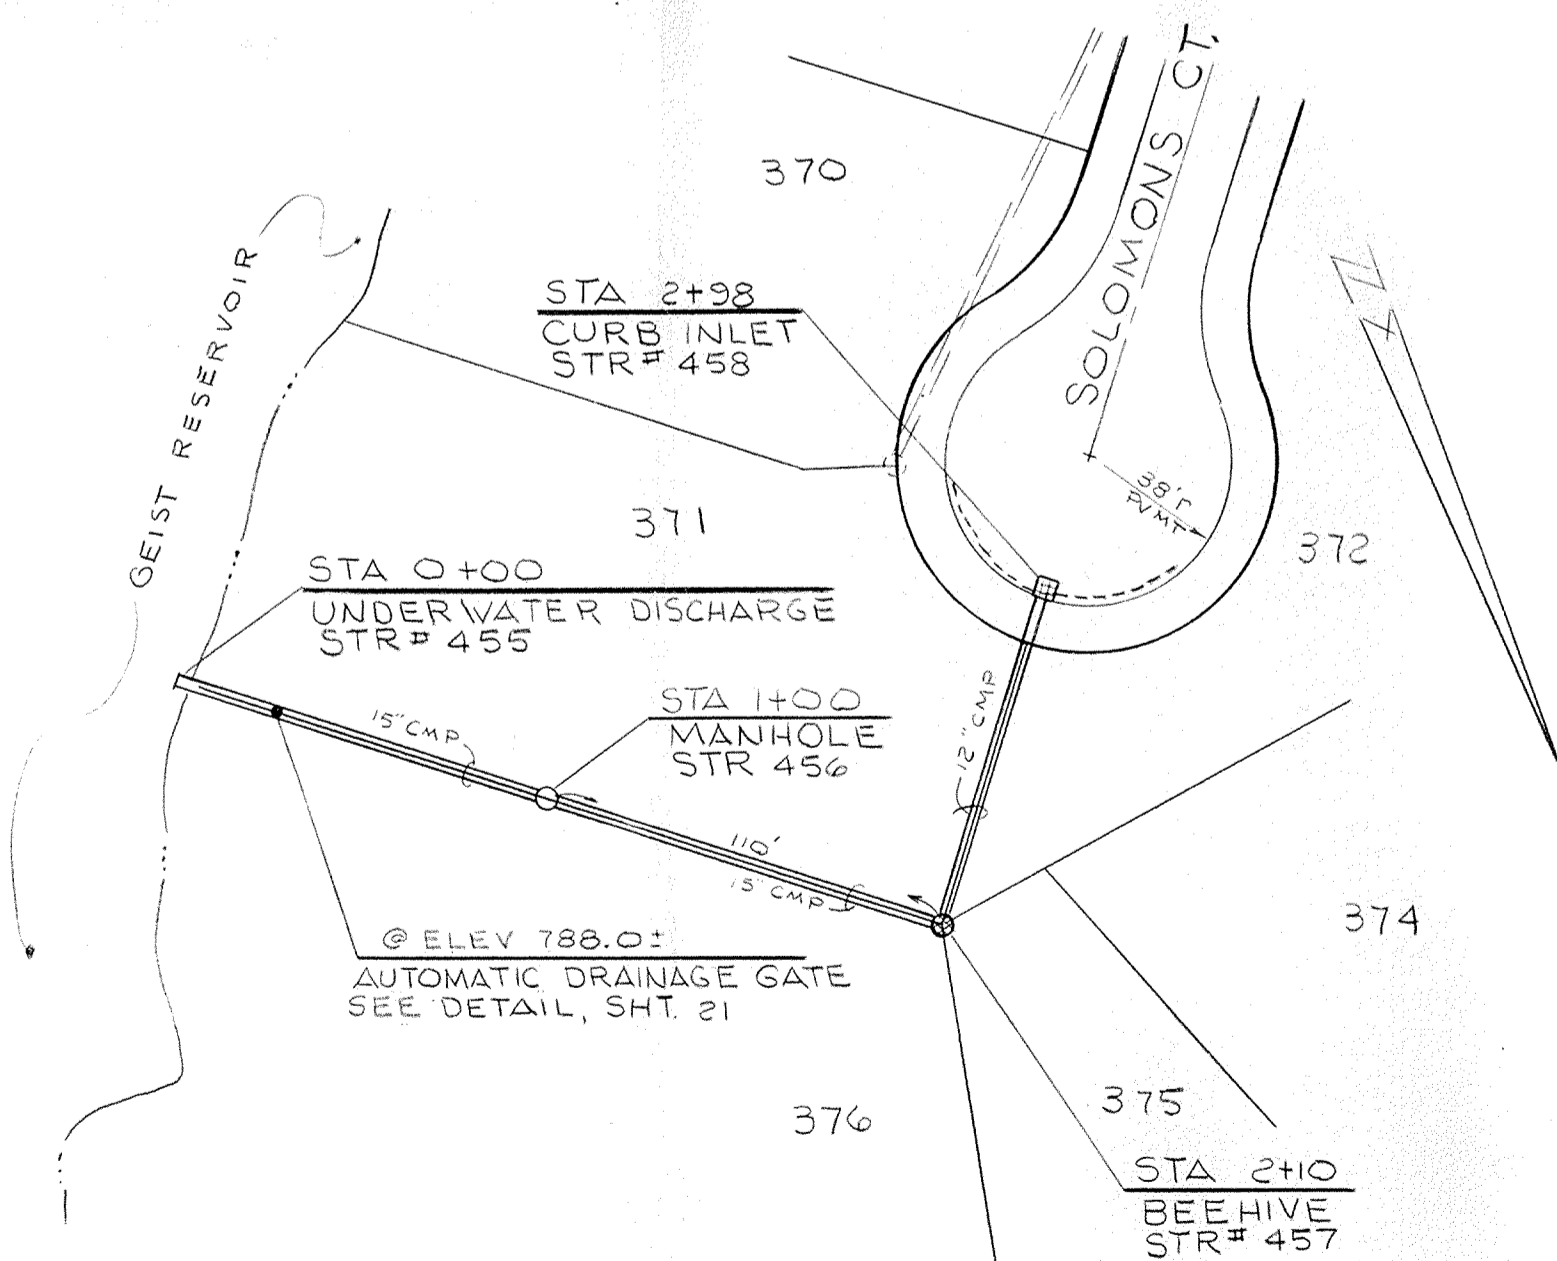 SOLOMONS CT.
370
GEIST RESERVOIR
STA 2+98
CURB INLET
STR# 458
38'r
PVMT
371
372
STA 0+00
UNDERWATER DISCHARGE
STR# 455
STA 1+00
MANHOLE
STR 456
15" CMP
12" CMP
110'
15" CMP
374
@ ELEV 788.0±
AUTOMATIC DRAINAGE GATE
SEE DETAIL, SHT. 21
375
376
STA 2+10
BEEHIVE
STR# 457
N